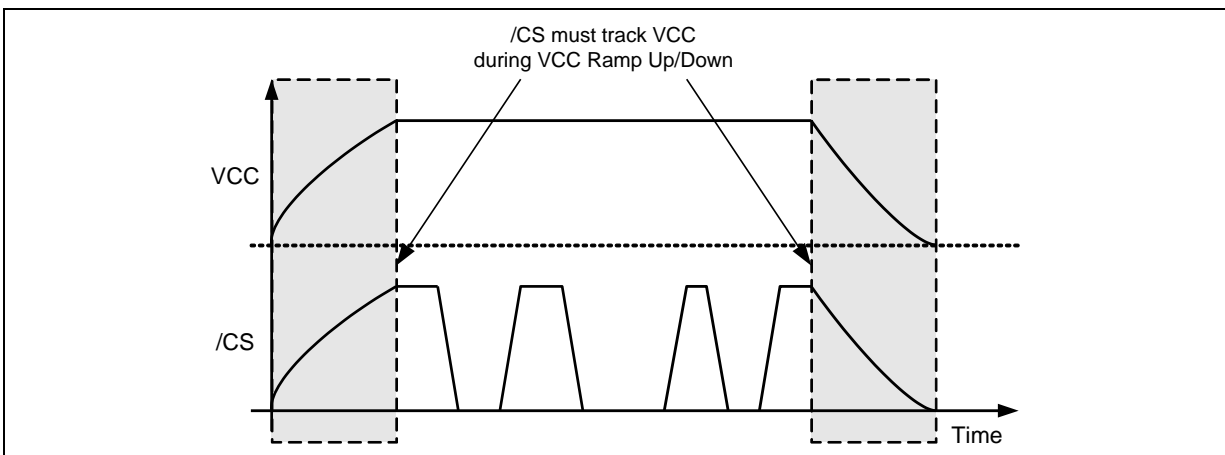 /CS must track VCC
during VCC Ramp Up/Down
VCC
/CS
Time